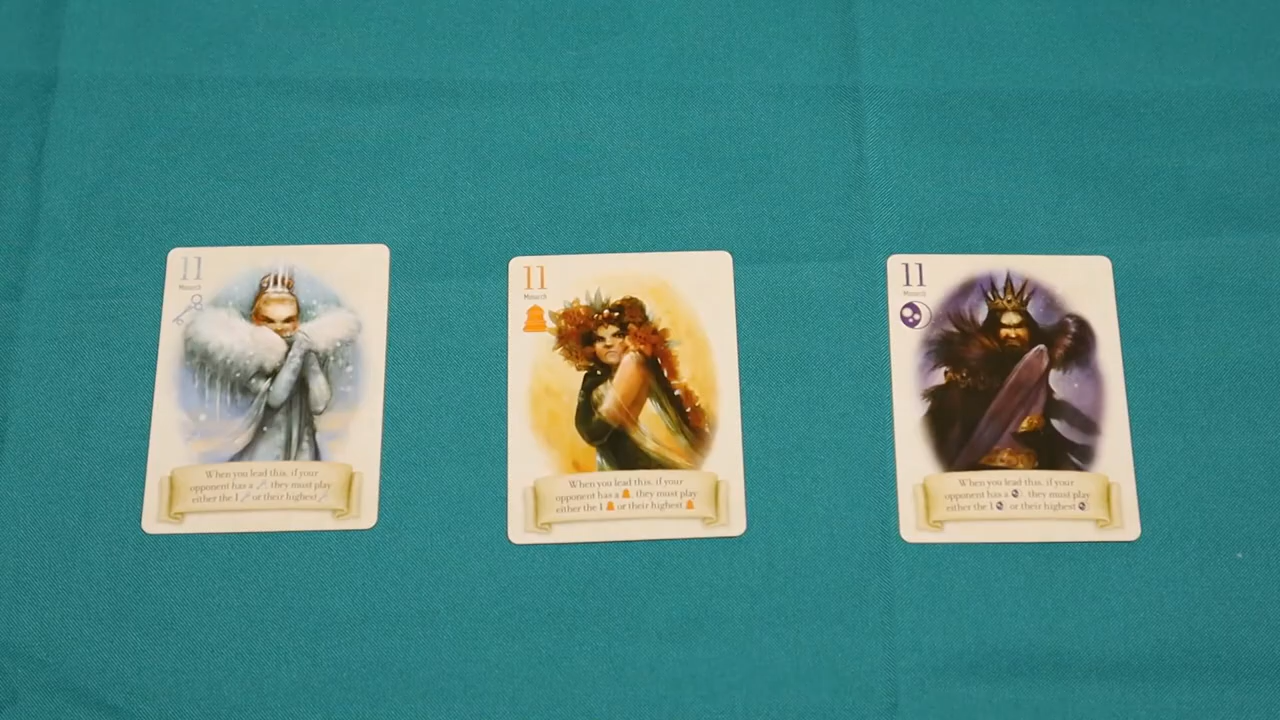 11
Monarch
When you lead this, if your
opponent has a , they must play
either the 1 or their highest
11
Monarch
When you lead this, if your
opponent has a , they must play
either the 1 or their highest
11
Monarch
When you lead this, if your
opponent has a , they must play
either the 1 or their highest